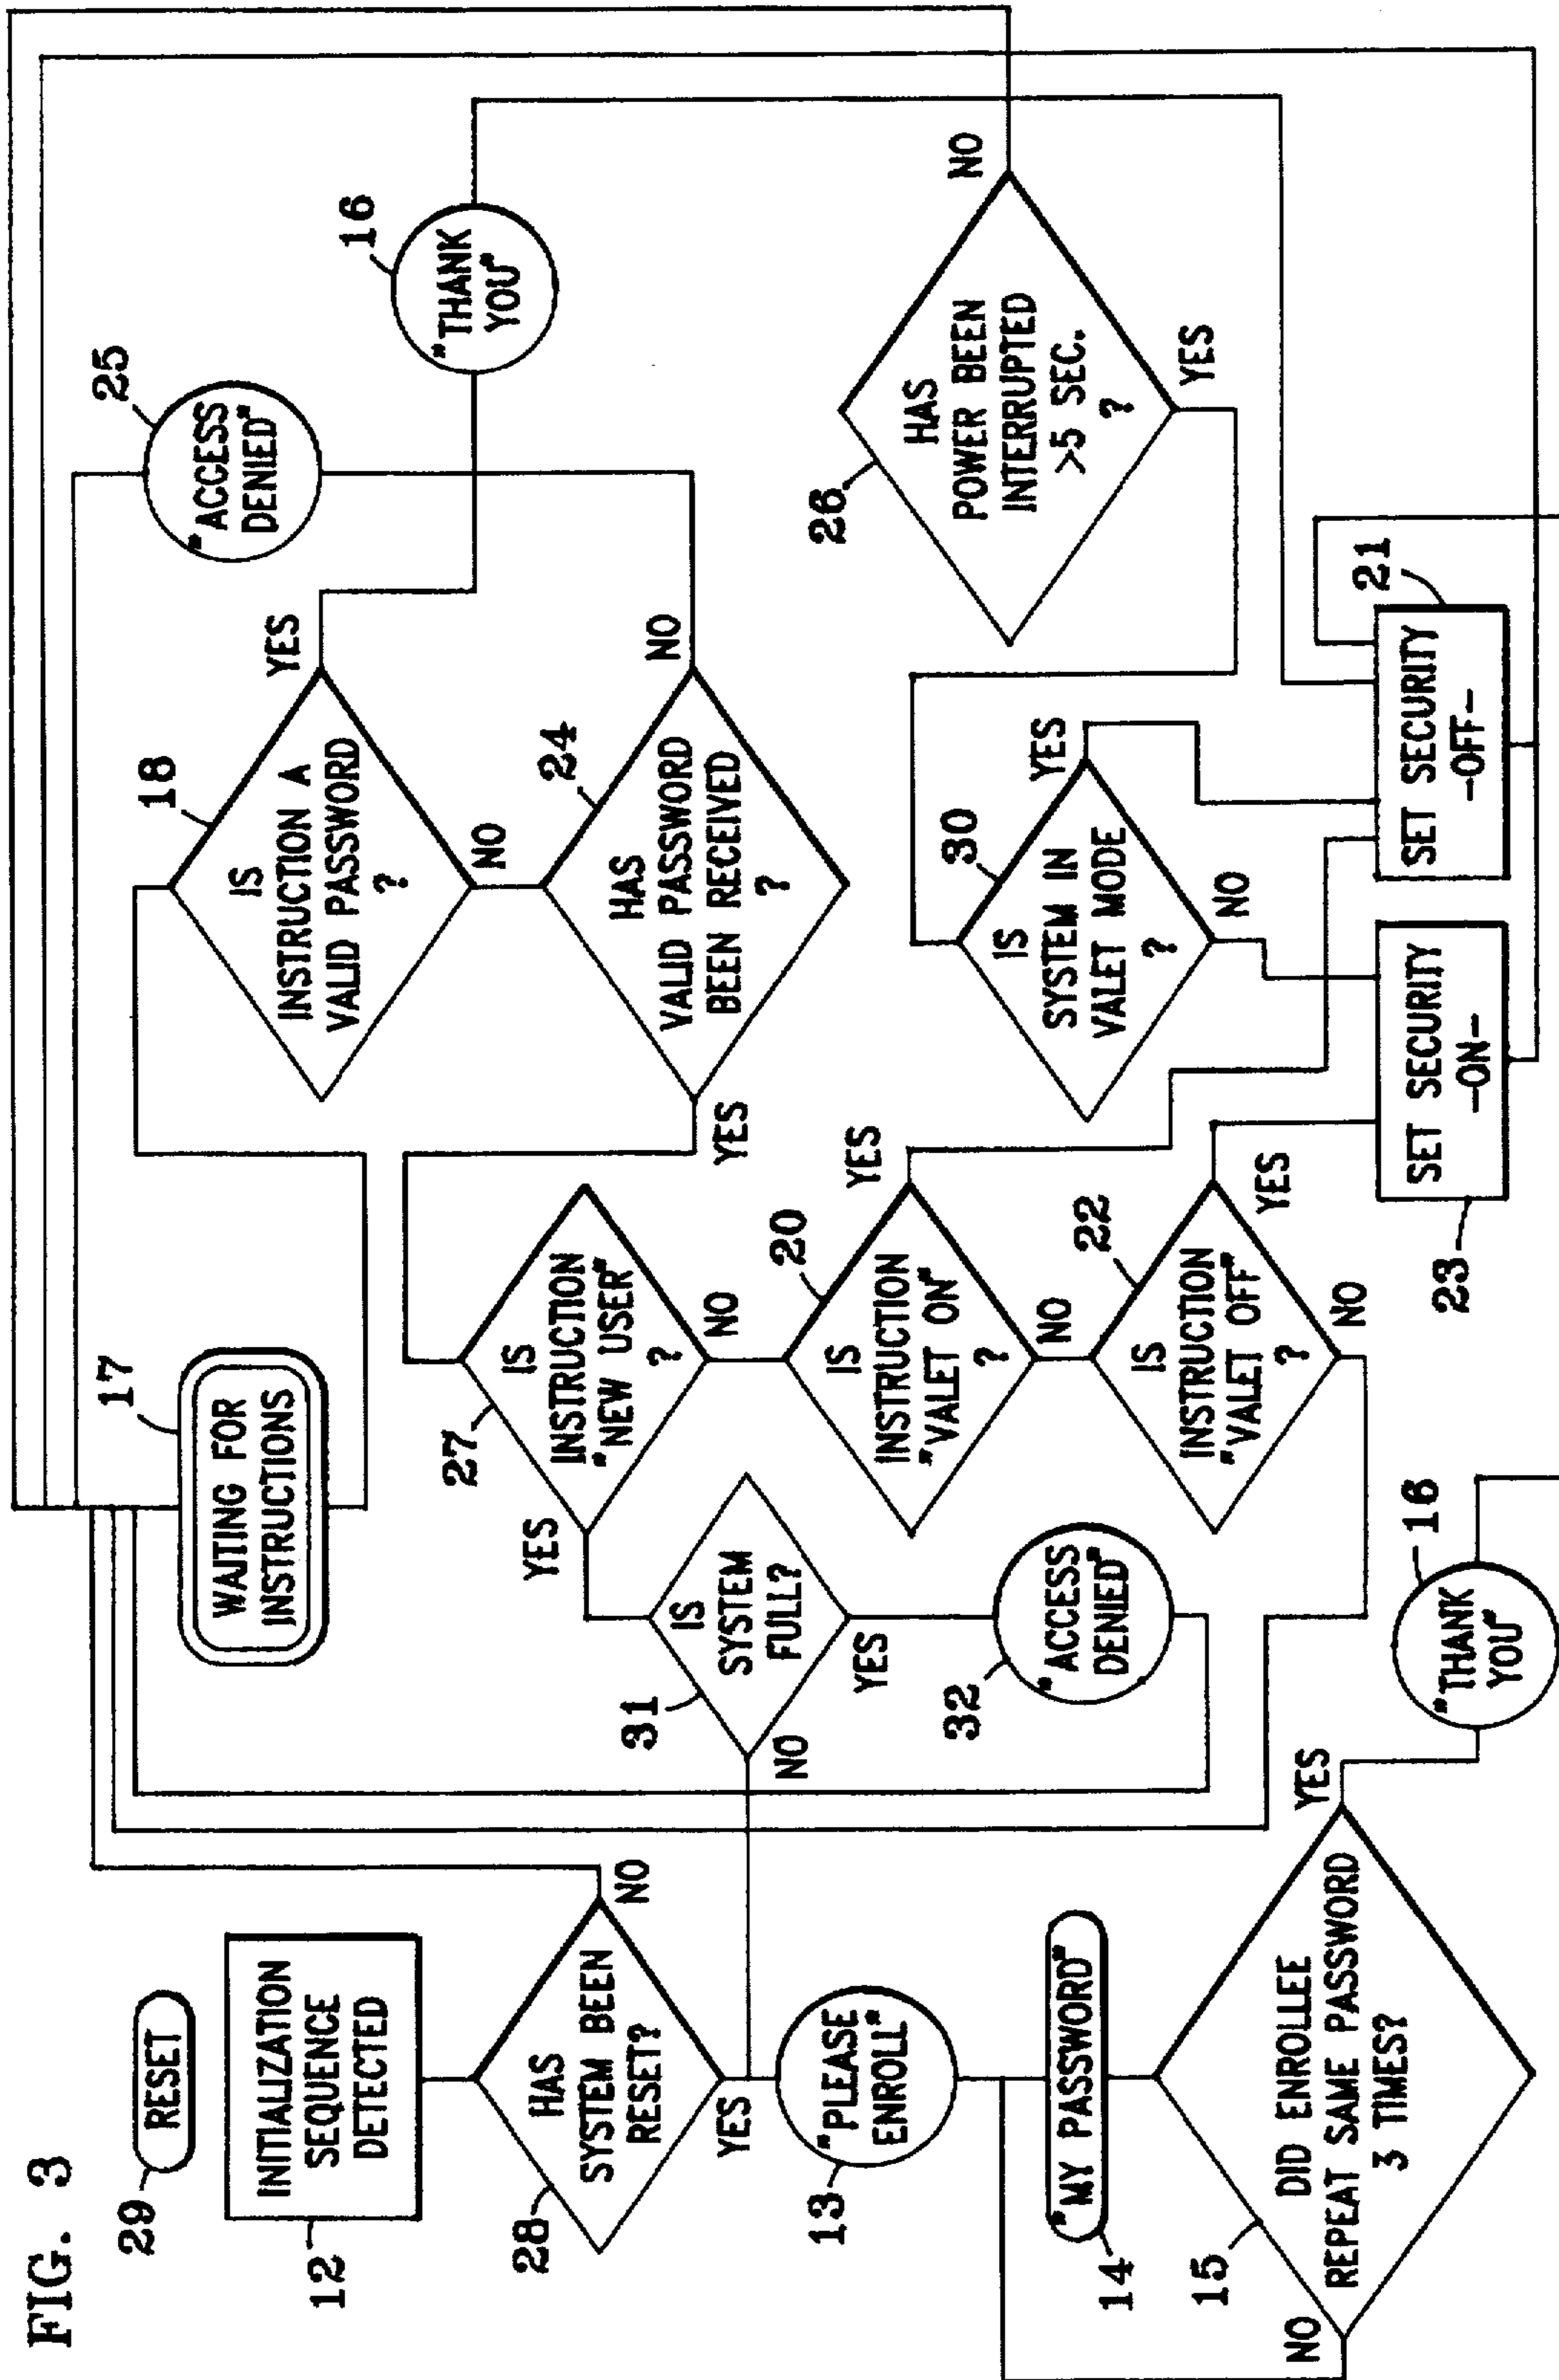 FIG. 3
29
RESET
12
INITIALIZATION
SEQUENCE
DETECTED
28
HAS
SYSTEM BEEN
RESET?
NO
YES
13
"PLEASE
ENROLL"
14
"MY PASSWORD"
15
DID ENROLLEE
REPEAT SAME PASSWORD
3 TIMES?
NO
YES
16
"THANK
YOU"
17
WAITING FOR
INSTRUCTIONS
27
IS
INSTRUCTION
"NEW USER"
?
YES
NO
31
IS
SYSTEM
FULL?
NO
YES
32
"ACCESS
DENIED"
20
IS
INSTRUCTION
"VALET ON"
?
YES
NO
22
IS
INSTRUCTION
"VALET OFF"
?
YES
NO
18
IS
INSTRUCTION A
VALID PASSWORD
?
YES
NO
24
HAS
VALID PASSWORD
BEEN RECEIVED
?
YES
NO
25
"ACCESS
DENIED"
16
"THANK
YOU"
26
HAS
POWER BEEN
INTERRUPTED
>5 SEC.
?
NO
YES
30
IS
SYSTEM IN
VALET MODE
?
YES
NO
23
SET SECURITY
-ON-
21
SET SECURITY
-OFF-